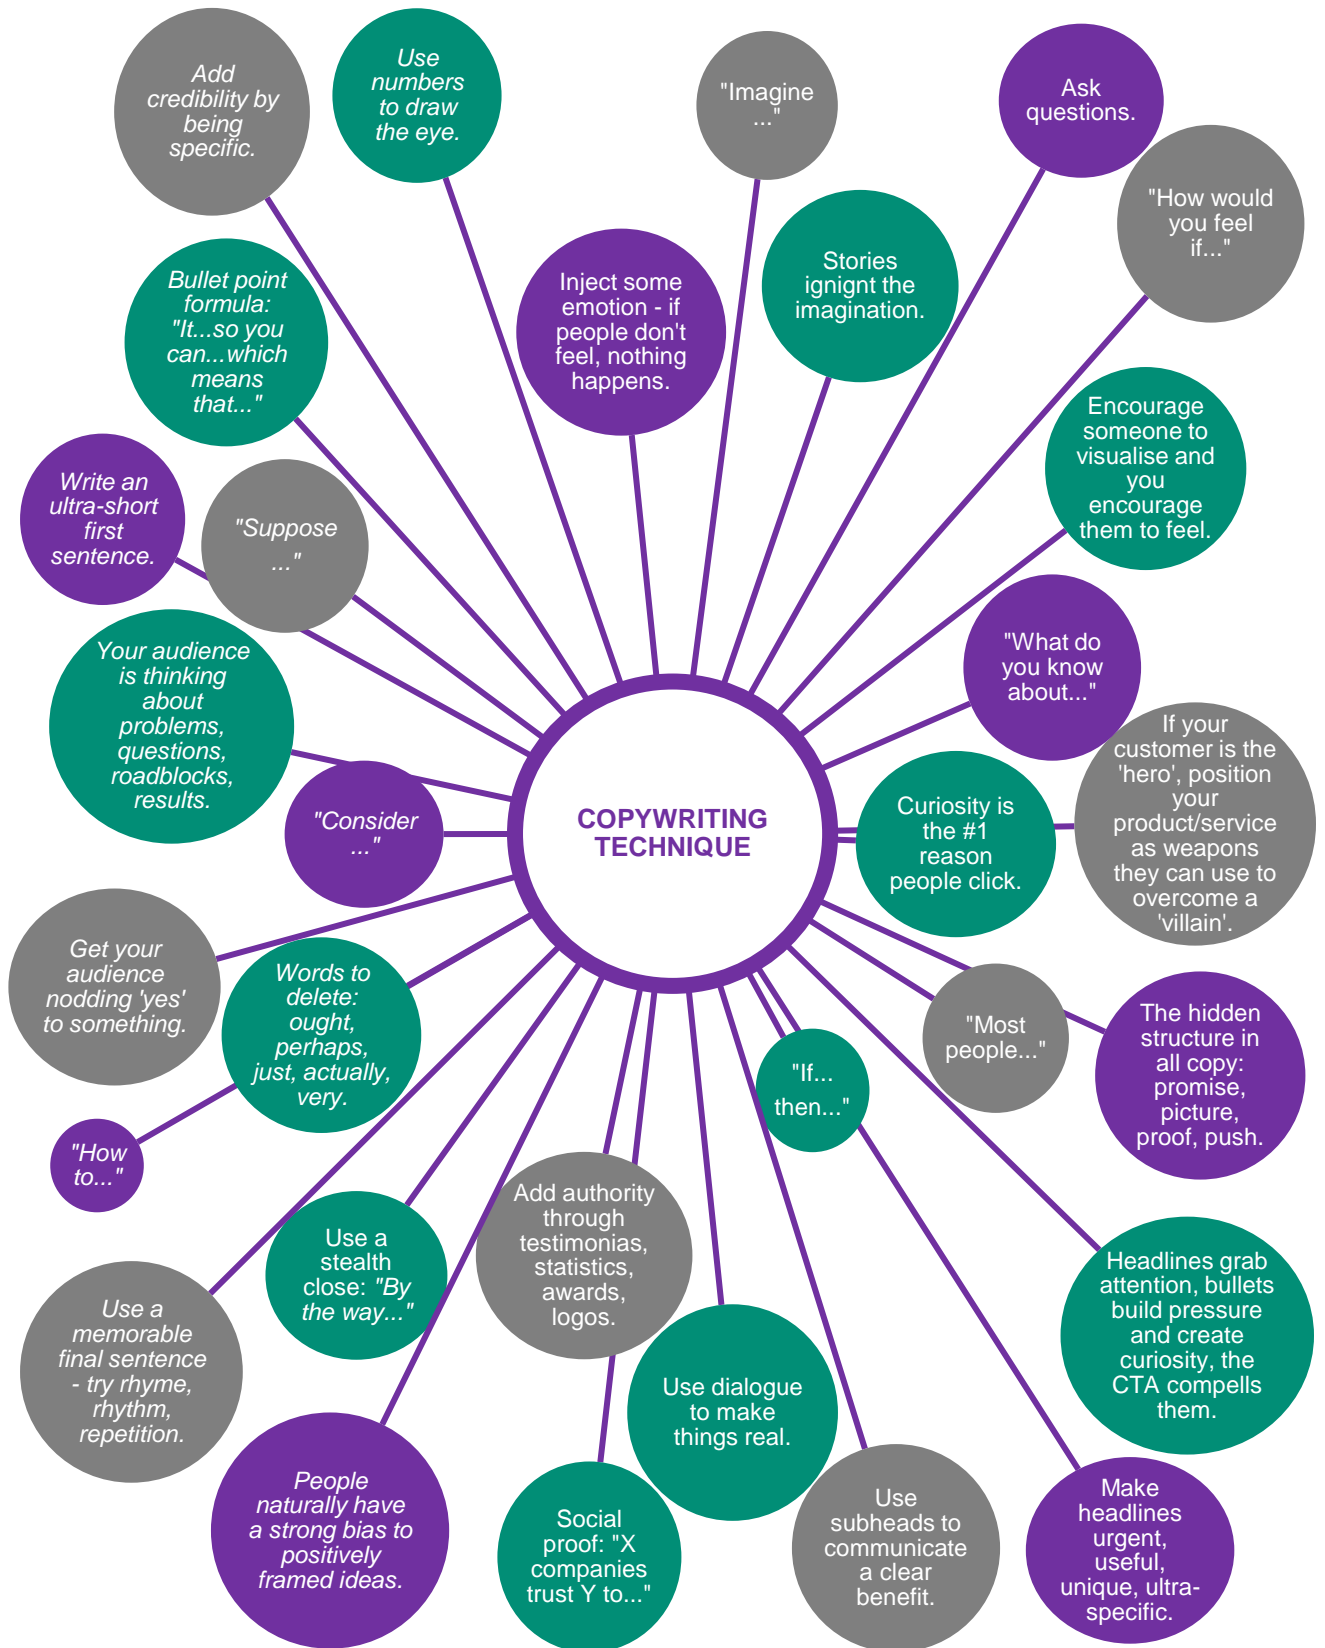 Add
credibility by
being
specific.
Use
numbers
to draw
the eye.
"Imagine
..."
Ask
questions.
"How would
you feel
if..."
Bullet point
formula:
"It...so you
can...which
means
that..."
Inject some
emotion - if
people don't
feel, nothing
happens.
Stories
ignignt the
imagination.
Encourage
someone to
visualise and
you
encourage
them to feel.
Write an
ultra-short
first
sentence.
"Suppose
..."
"What do
you know
about..."
Your audience
is thinking
about
problems,
questions,
roadblocks,
results.
"Consider
..."
COPYWRITING
TECHNIQUE
Curiosity is
the #1
reason
people click.
If your
customer is the
'hero', position
your
product/service
as weapons
they can use to
overcome a
'villain'.
Get your
audience
nodding 'yes'
to something.
Words to
delete:
ought,
perhaps,
just, actually,
very.
"Most
people..."
The hidden
structure in
all copy:
promise,
picture,
proof, push.
"If...
then..."
"How
to..."
Use a
stealth
close: "By
the way..."
Add authority
through
testimonias,
statistics,
awards,
logos.
Headlines grab
attention, bullets
build pressure
and create
curiosity, the
CTA compells
them.
Use a
memorable
final sentence
- try rhyme,
rhythm,
repetition.
Use dialogue
to make
things real.
People
naturally have
a strong bias to
positively
framed ideas.
Social
proof: "X
companies
trust Y to..."
Use
subheads to
communicate
a clear
benefit.
Make
headlines
urgent,
useful,
unique, ultra-
specific.